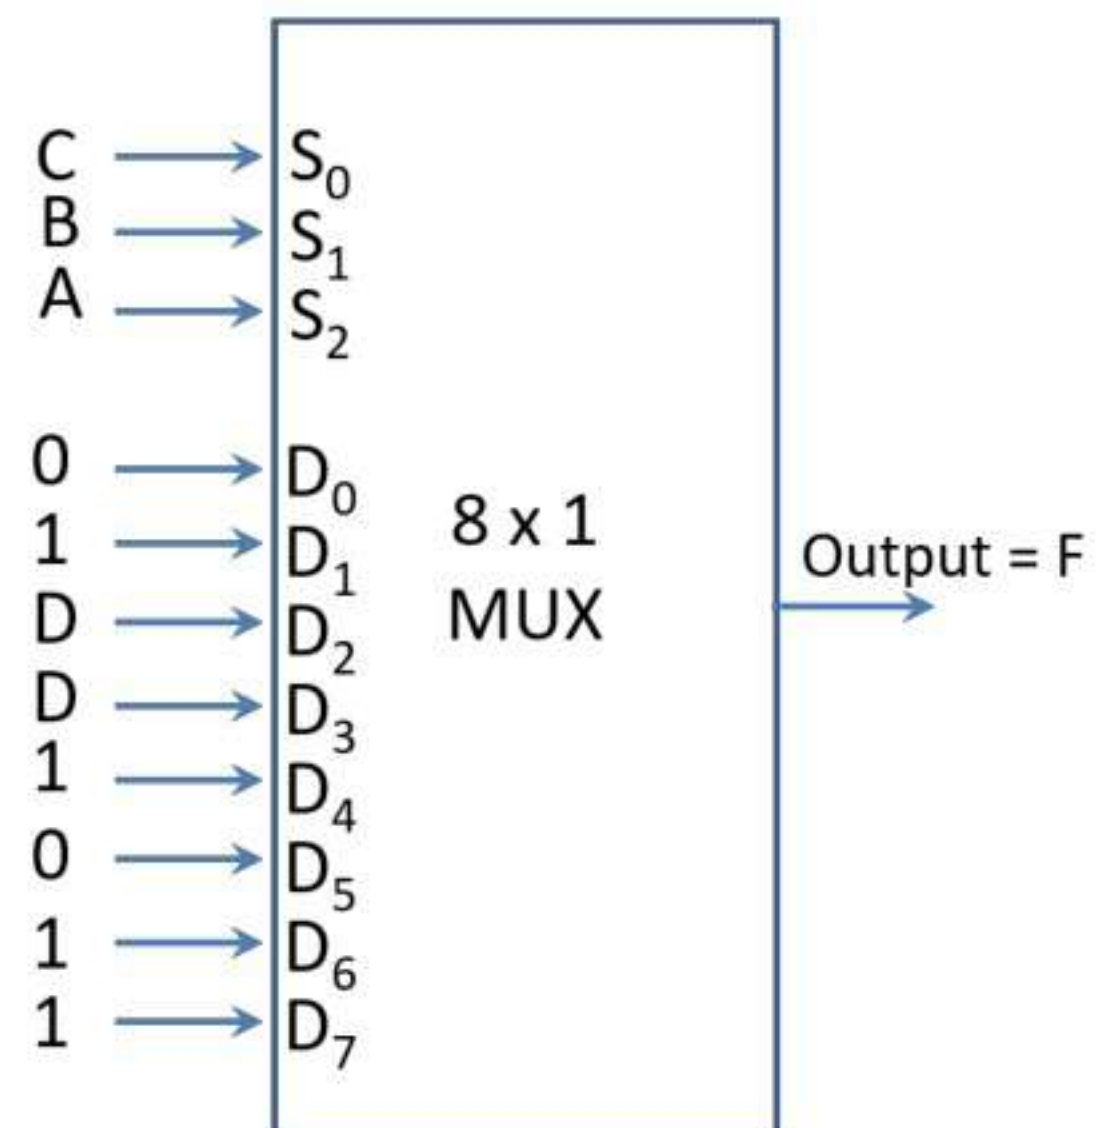 C S₀
B S₁
A S₂
0 D₀
1 D₁
D D₂
D D₃
1 D₄
0 D₅
1 D₆
1 D₇
8 x 1
MUX
Output = F